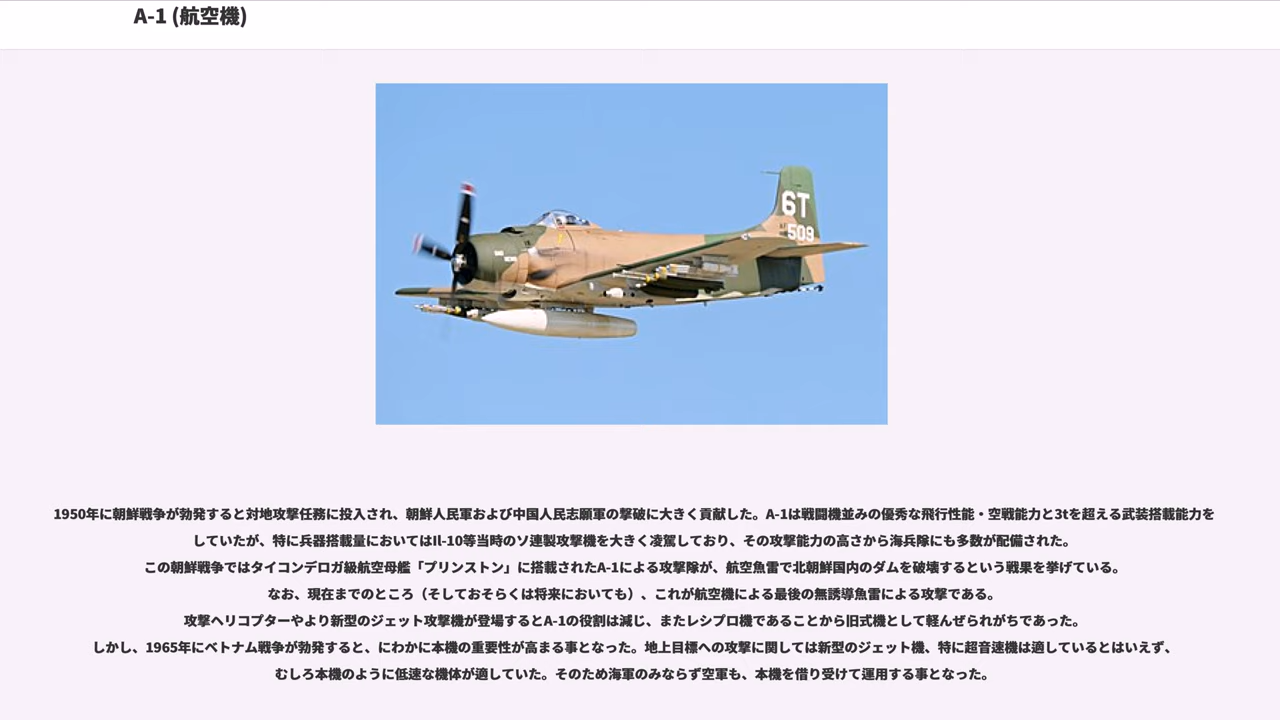 A-1 (航空機)
6T
509
1950年に朝鮮戦争が勃発すると対地攻撃任務に投入され、朝鮮人民軍および中国人民志願軍の撃破に大きく貢献した。A-1は戦闘機並みの優秀な飛行性能・空戦能力と3tを超える武装搭載能力を
していたが、特に兵器搭載量においてはIl-10等当時のソ連製攻撃機を大きく凌駕しており、その攻撃能力の高さから海兵隊にも多数が配備された。
この朝鮮戦争ではタイコンデロガ級航空母艦「プリンストン」に搭載されたA-1による攻撃隊が、航空魚雷で北朝鮮国内のダムを破壊するという戦果を挙げている。
なお、現在までのところ（そしておそらくは将来においても）、これが航空機による最後の無誘導魚雷による攻撃である。
攻撃ヘリコプターやより新型のジェット攻撃機が登場するとA-1の役割は減じ、またレシプロ機であることから旧式機として軽んぜられがちであった。
しかし、1965年にベトナム戦争が勃発すると、にわかに本機の重要性が高まる事となった。地上目標への攻撃に関しては新型のジェット機、特に超音速機は適しているとはいえず、
むしろ本機のように低速な機体が適していた。そのため海軍のみならず空軍も、本機を借り受けて運用する事となった。